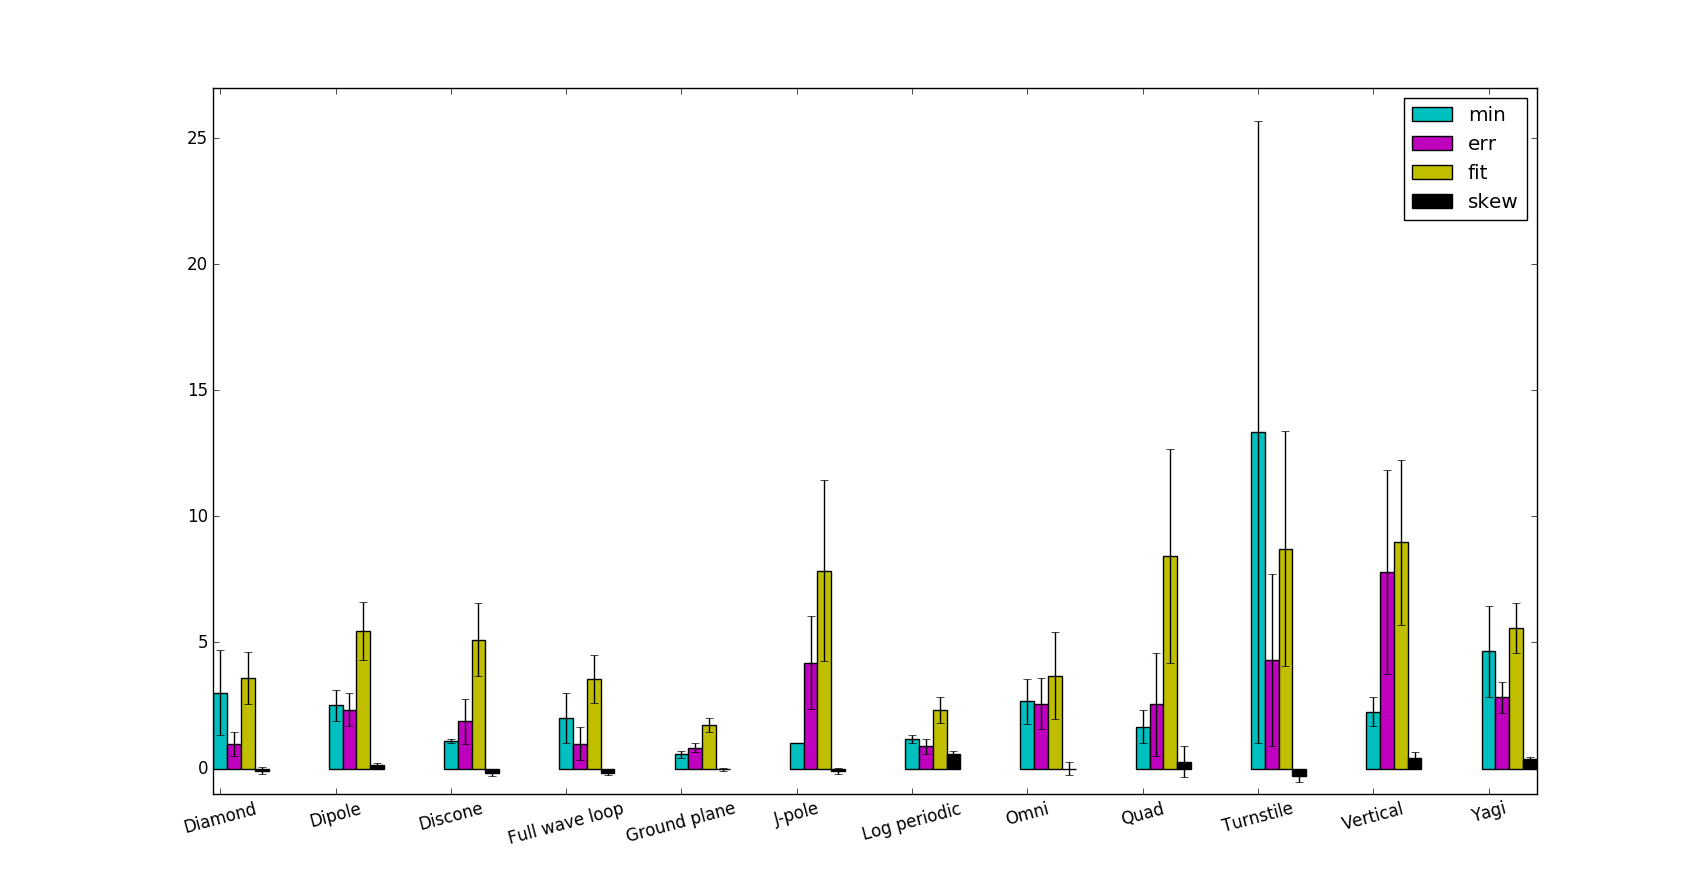 25
20
15
10
5
0
min
err
fit
skew
Diamond
Dipole
Discone
Full wave loop
Ground plane
J-pole
Log periodic
Omni
Quad
Turnstile
Vertical
Yagi